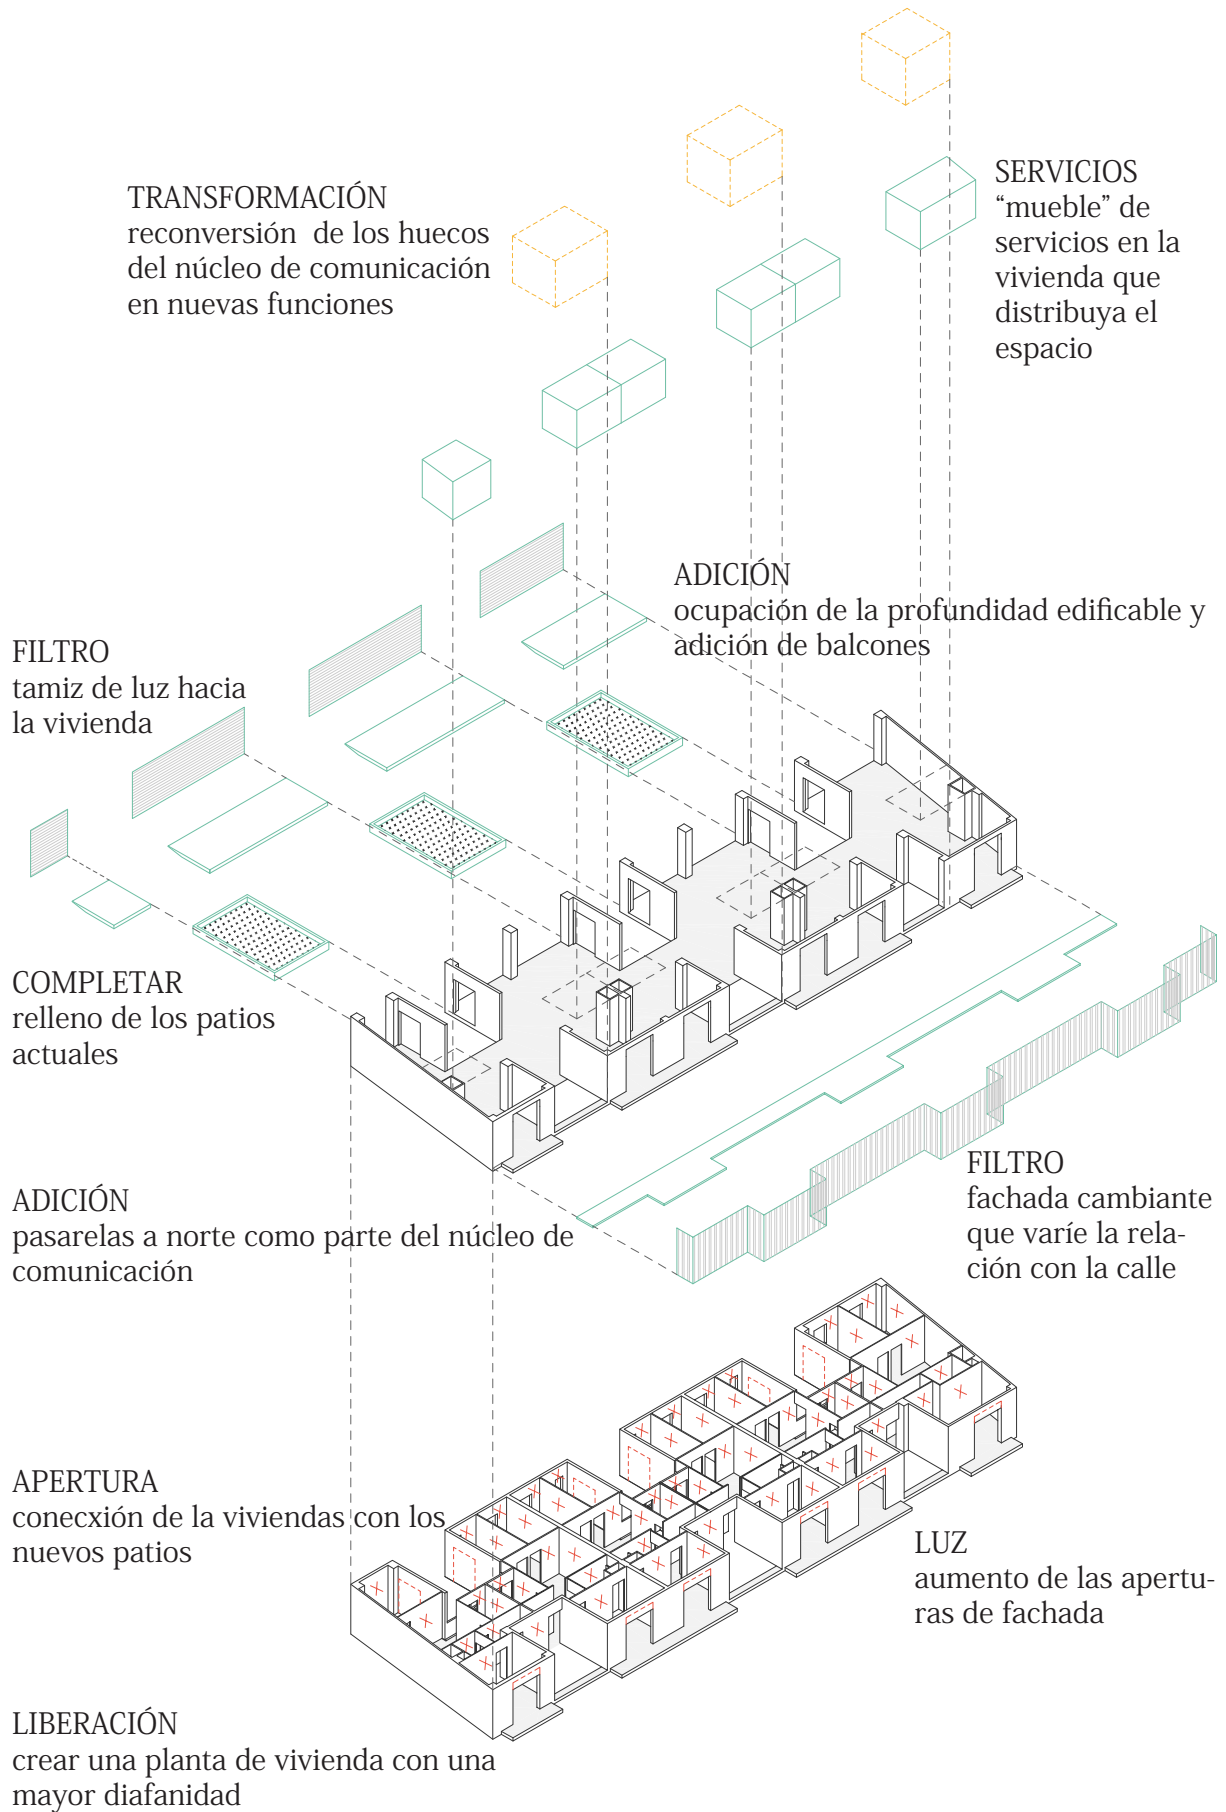 TRANSFORMACIÓN
reconversión de los huecos
del núcleo de comunicación
en nuevas funciones
SERVICIOS
“mueble” de
servicios en la
vivienda que
distribuya el
espacio
ADICIÓN
ocupación de la profundidad edificable y
adición de balcones
FILTRO
tamiz de luz hacia
la vivienda
COMPLETAR
relleno de los patios
actuales
ADICIÓN
pasarelas a norte como parte del núcleo de
comunicación
FILTRO
fachada cambiante
que varíe la rela-
ción con la calle
APERTURA
conecxión de la viviendas con los
nuevos patios
LUZ
aumento de las apertu-
ras de fachada
LIBERACIÓN
crear una planta de vivienda con una
mayor diafanidad